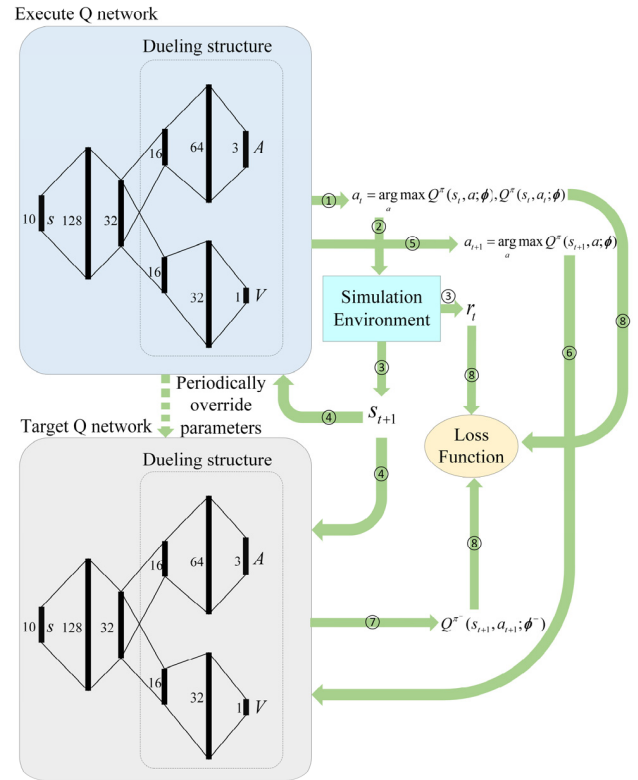 Execute Q network
Dueling structure
16
64
3 A
10 s 128 32
16
32
1 V
① a_t = arg max_a Q^π(s_t, a; ϕ), Q^π(s_t, a_t; ϕ)
②
⑤ a_{t+1} = arg max_a Q^π(s_{t+1}, a; ϕ)
Simulation
Environment
③ r_t
⑧
⑥
③
⑧
Periodically
override
parameters
④ s_{t+1}
④
Loss
Function
Target Q network
Dueling structure
16
64
3 A
10 s 128 32
16
32
1 V
⑧
⑦ Q^{π^-}(s_{t+1}, a_{t+1}; ϕ^-)